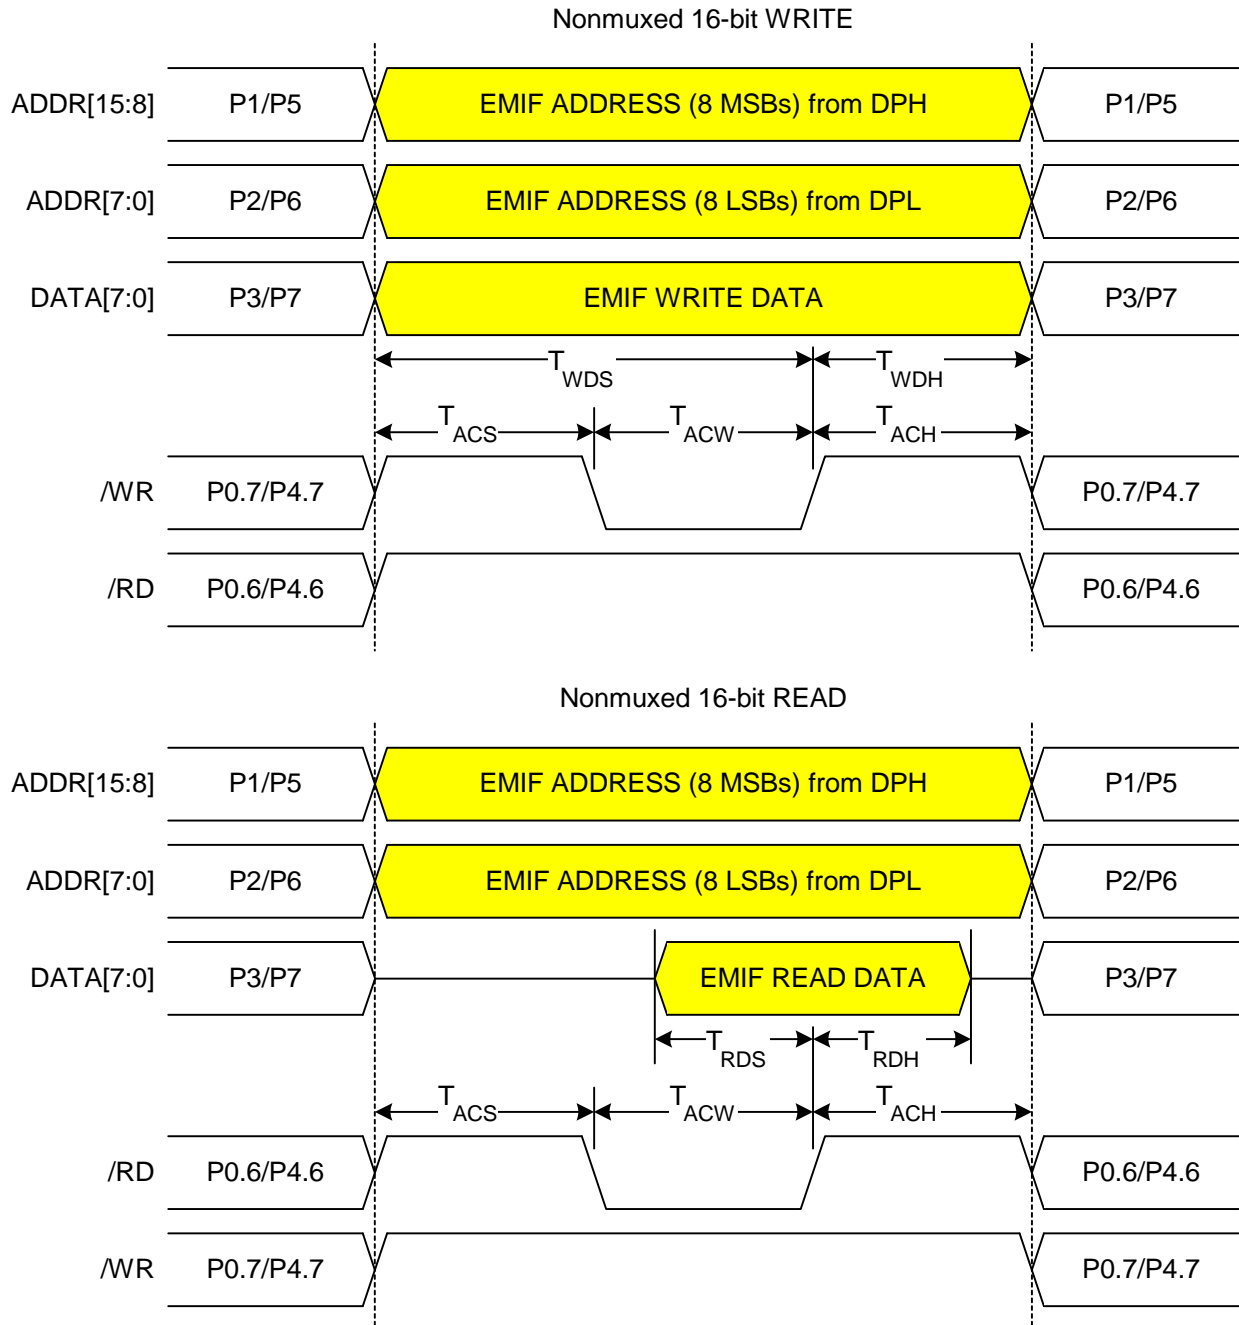 Nonmuxed 16-bit WRITE
ADDR[15:8] P1/P5 EMIF ADDRESS (8 MSBs) from DPH P1/P5
ADDR[7:0] P2/P6 EMIF ADDRESS (8 LSBs) from DPL P2/P6
DATA[7:0] P3/P7 EMIF WRITE DATA P3/P7
TWDS TWDH
TACS TACW TACH
/WR P0.7/P4.7 P0.7/P4.7
/RD P0.6/P4.6 P0.6/P4.6
Nonmuxed 16-bit READ
ADDR[15:8] P1/P5 EMIF ADDRESS (8 MSBs) from DPH P1/P5
ADDR[7:0] P2/P6 EMIF ADDRESS (8 LSBs) from DPL P2/P6
DATA[7:0] P3/P7 EMIF READ DATA P3/P7
TRDS TRDH
TACS TACW TACH
/RD P0.6/P4.6 P0.6/P4.6
/WR P0.7/P4.7 P0.7/P4.7